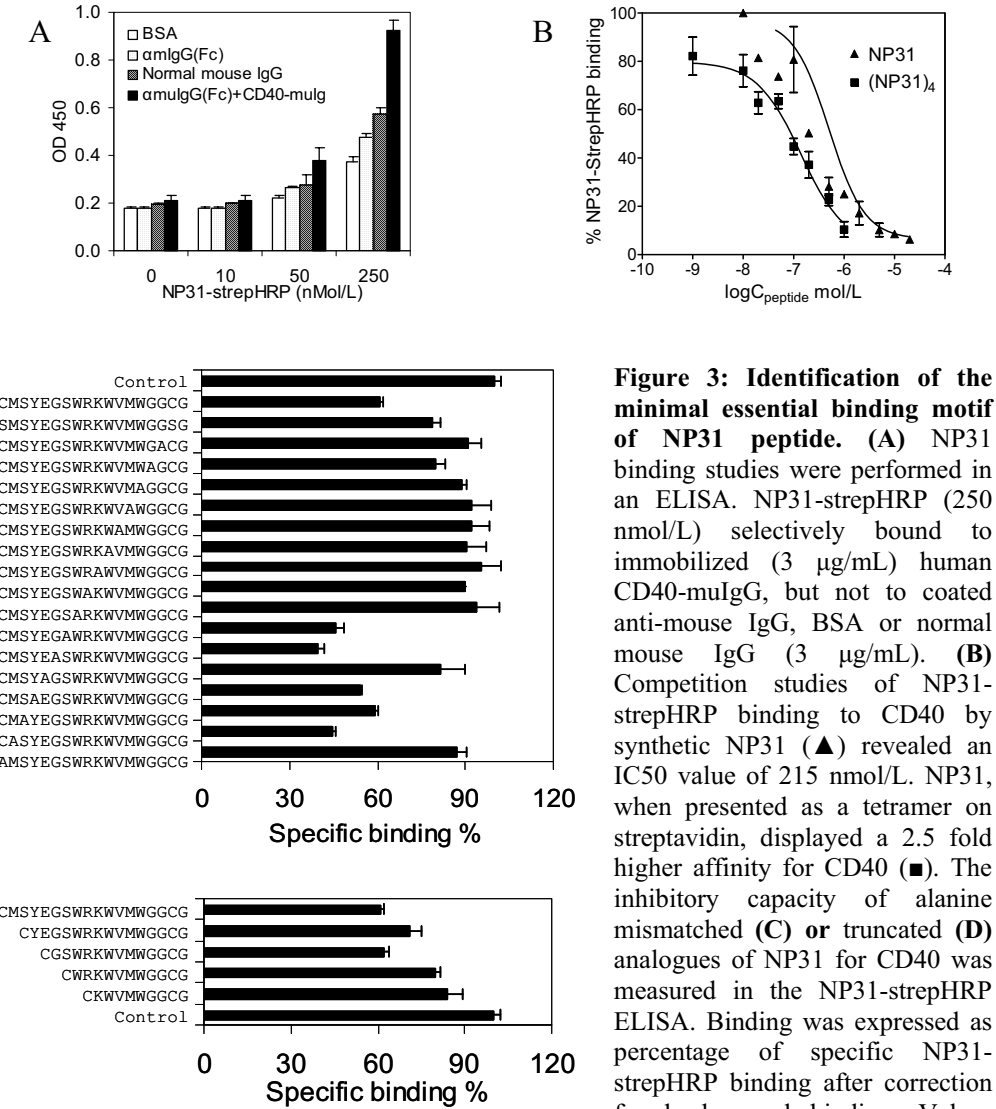 A
1.0
0.8
0.6
0.4
0.2
0.0
OD 450
BSA
αmIgG(Fc)
Normal mouse IgG
αmuIgG(Fc)+CD40-muIg
0 10 50 250
NP31-strepHRP (nMol/L)
B
100
80
60
40
20
0
% NP31-StrepHRP binding
NP31
(NP31)4
-10 -9 -8 -7 -6 -5 -4
logCpeptide mol/L
Control
CMSYEGSWRKWVMWGGCG
SMSYEGSWRKWVMWGGSG
CMSYEGSWRKWVMWGACG
CMSYEGSWRKWVMWAGCG
CMSYEGSWRKWVMAGGCG
CMSYEGSWRKWVAWGGCG
CMSYEGSWRKWAMWGGCG
CMSYEGSWRKAVMWGGCG
CMSYEGSWRAWVMWGGCG
CMSYEGSWAKWVMWGGCG
CMSYEGSARKWVMWGGCG
CMSYEGAWRKWVMWGGCG
CMSYEASWRKWVMWGGCG
CMSYAGSWRKWVMWGGCG
CMSAEGSWRKWVMWGGCG
CMAYEGSWRKWVMWGGCG
CASYEGSWRKWVMWGGCG
AMSYEGSWRKWVMWGGCG
0 30 60 90 120
Specific binding %
CMSYEGSWRKWVMWGGCG
CYEGSWRKWVMWGGCG
CGSWRKWVMWGGCG
CWRKWVMWGGCG
CKWVMWGGCG
Control
0 30 60 90 120
Specific binding %
Figure 3: Identification of the
minimal essential binding motif
of NP31 peptide. (A) NP31
binding studies were performed in
an ELISA. NP31-strepHRP (250
nmol/L) selectively bound to
immobilized (3 μg/mL) human
CD40-muIgG, but not to coated
anti-mouse IgG, BSA or normal
mouse IgG (3 μg/mL). (B)
Competition studies of NP31-
strepHRP binding to CD40 by
synthetic NP31 (▲) revealed an
IC50 value of 215 nmol/L. NP31,
when presented as a tetramer on
streptavidin, displayed a 2.5 fold
higher affinity for CD40 (■). The
inhibitory capacity of alanine
mismatched (C) or truncated (D)
analogues of NP31 for CD40 was
measured in the NP31-strepHRP
ELISA. Binding was expressed as
percentage of specific NP31-
strepHRP binding after correction